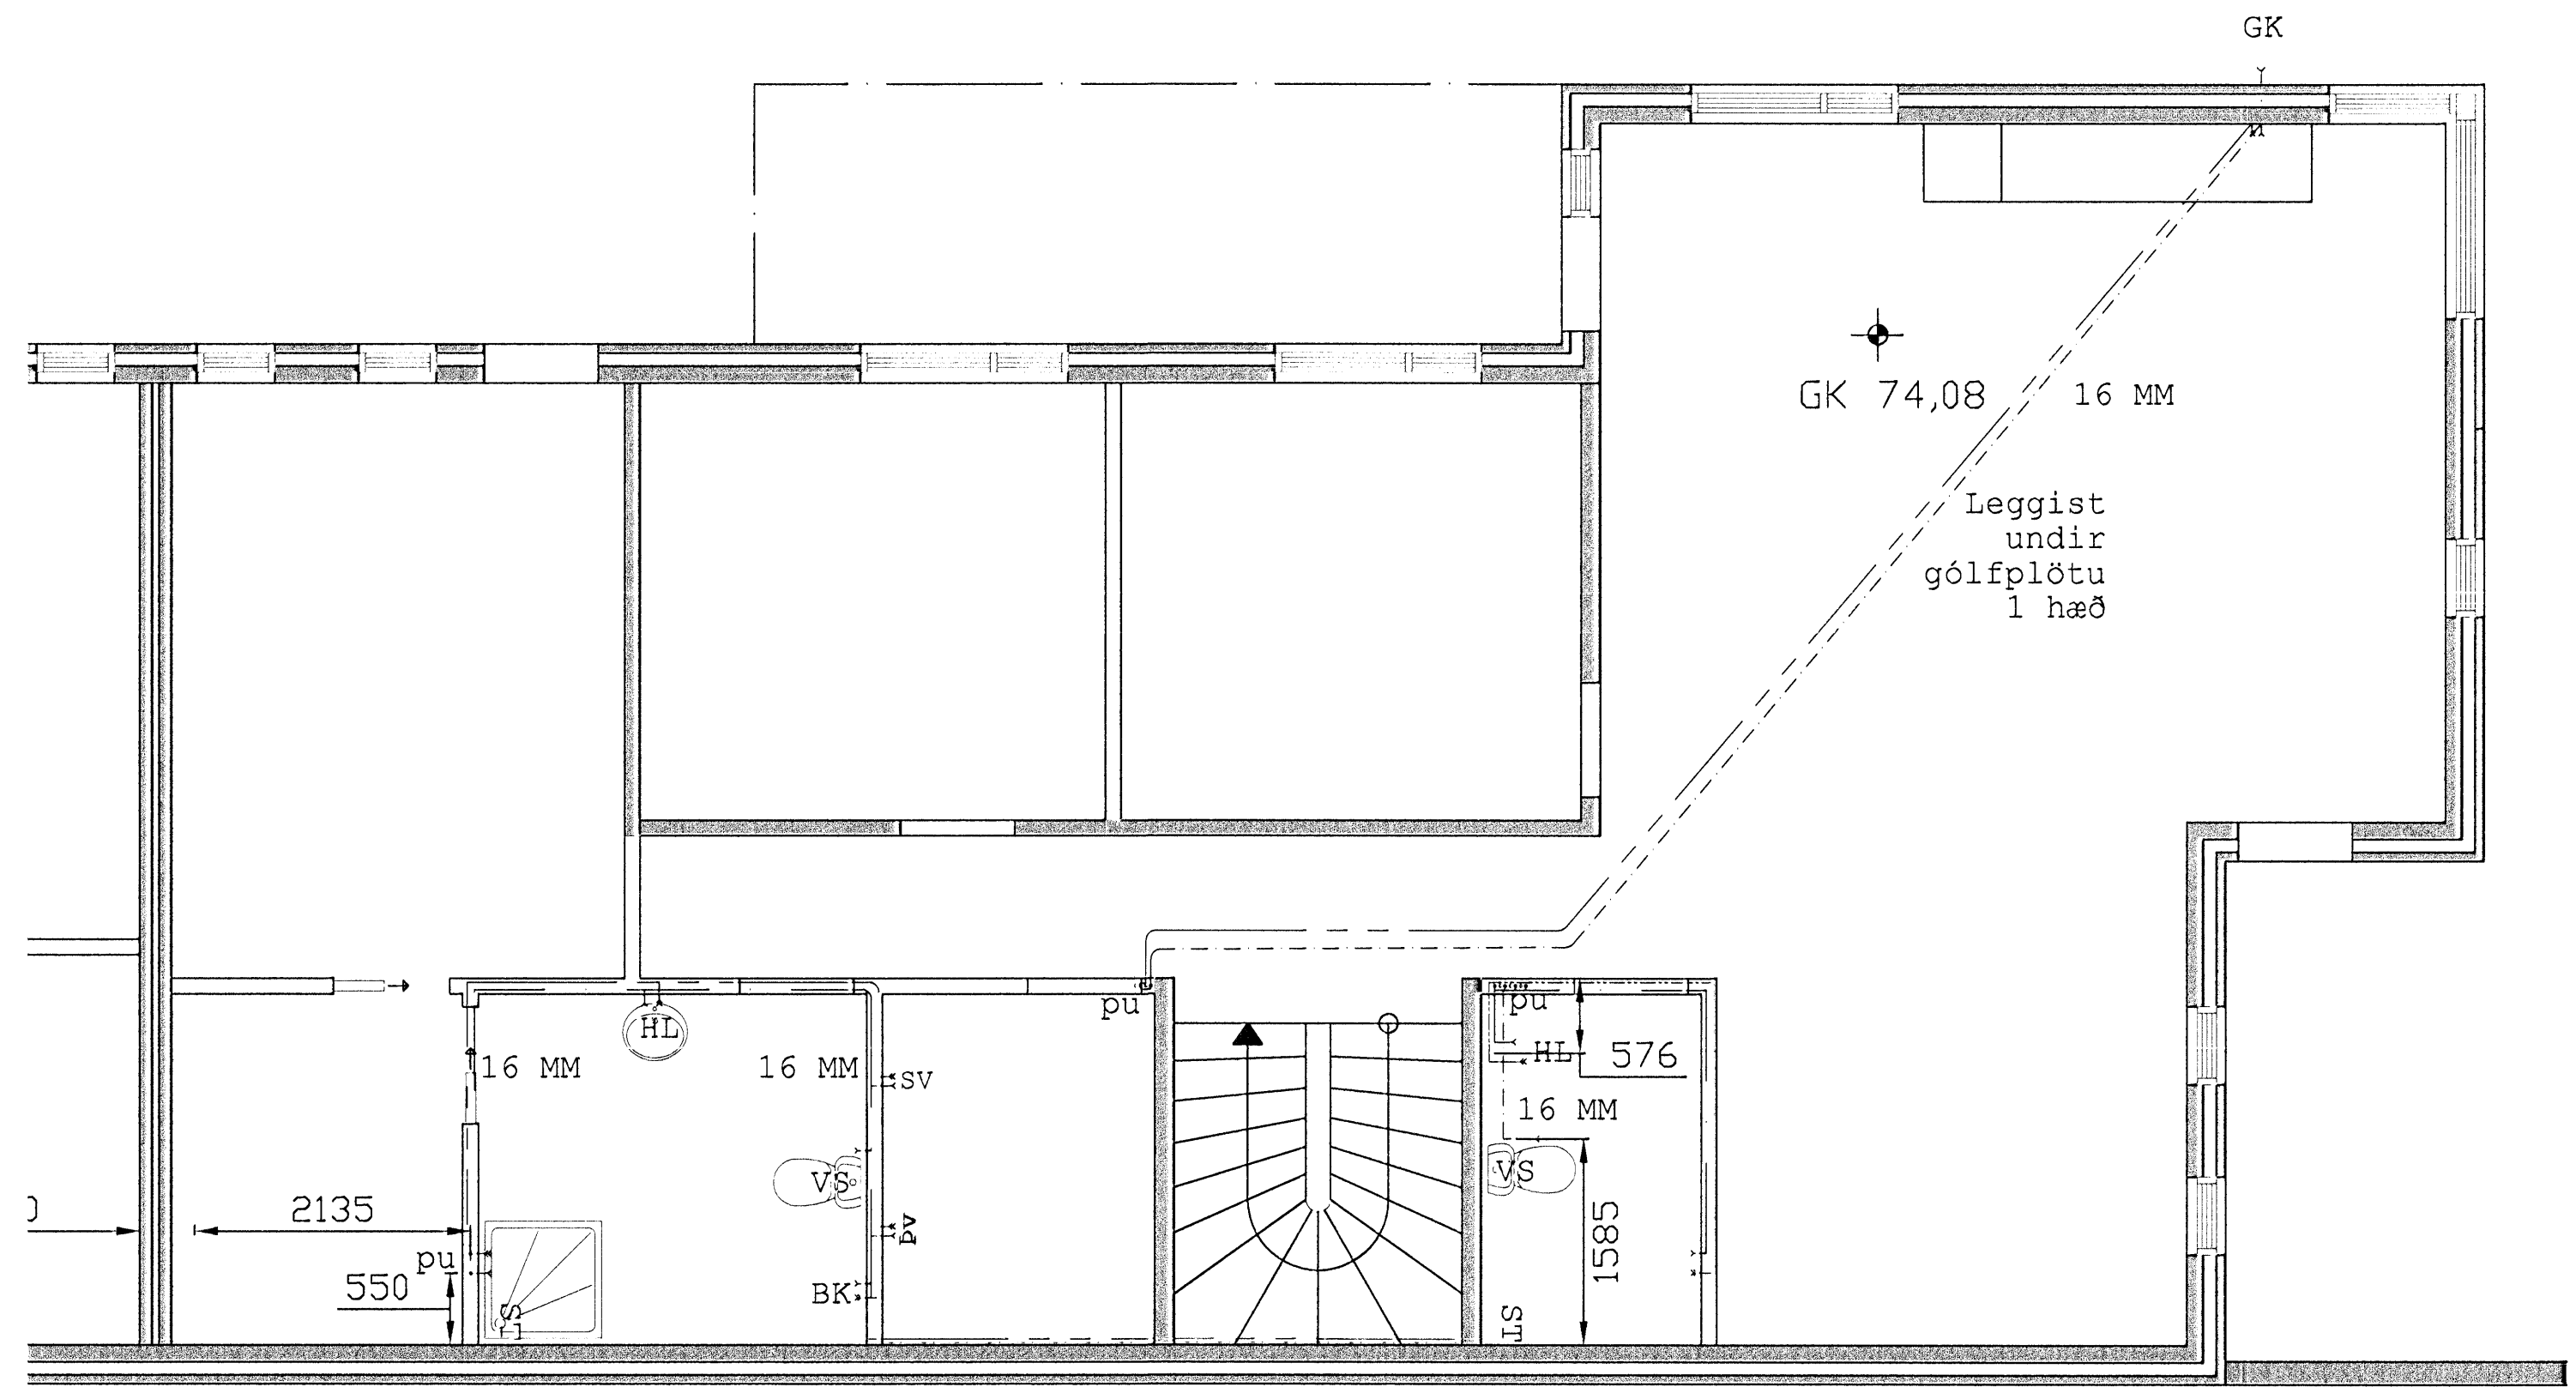 GK
GK 74,08
16 MM
Leggist
undir
gólfplötu
1 hæð
pu
pu
HL
HL
576
16 MM
16 MM
SV
16 MM
VS
VS
2135
1585
ÞV
pu
550
BK
ST